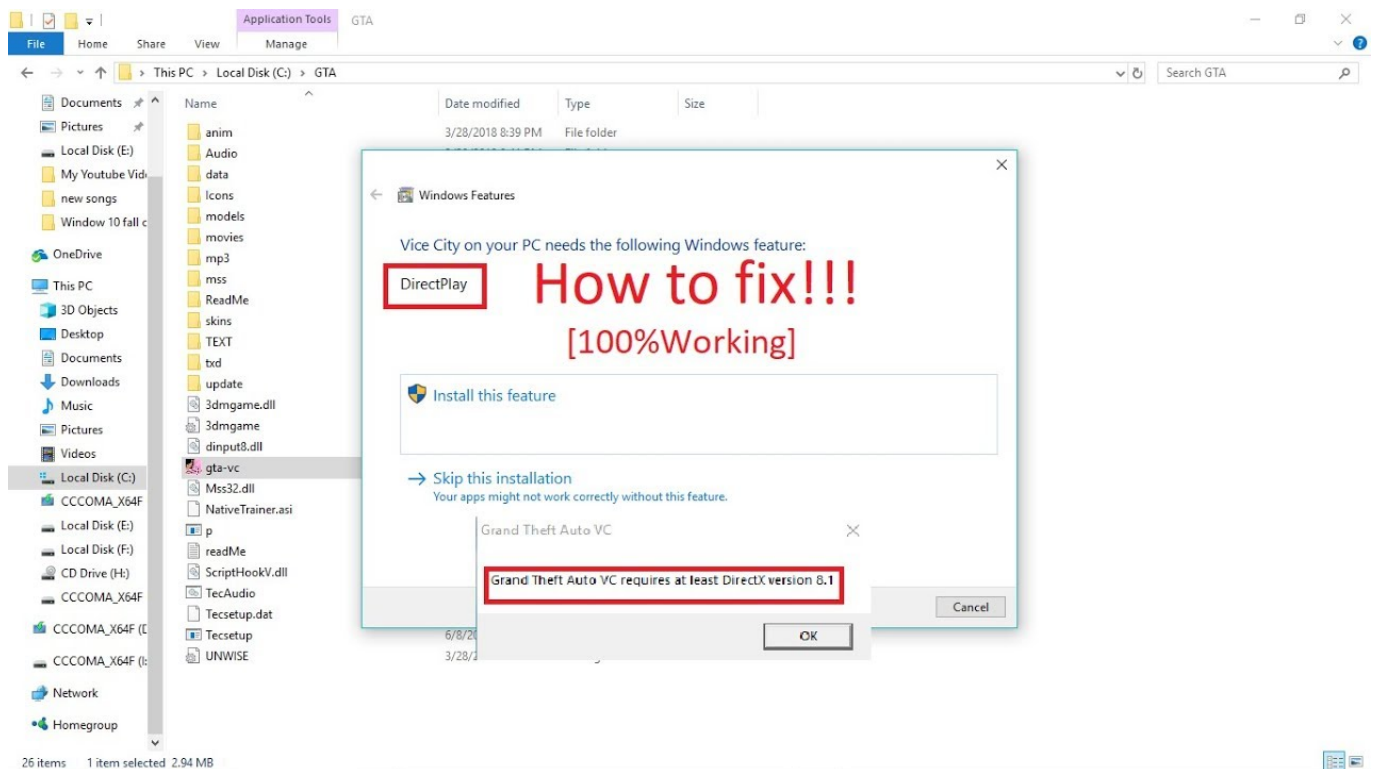 Application Tools GTA
File Home Share View Manage
This PC > Local Disk (C:) > GTA
Search GTA
Name Date modified Type Size
Documents
Pictures
Local Disk (E:)
My Youtube Vid
new songs
Window 10 fall c
OneDrive
This PC
3D Objects
Desktop
Documents
Downloads
Music
Pictures
Videos
Local Disk (C:)
CCCOMA_X64F
Local Disk (E:)
Local Disk (F:)
CD Drive (H:)
CCCOMA_X64F
CCCOMA_X64F (D
CCCOMA_X64F (I:
Network
Homegroup
anim 3/28/2018 8:39 PM File folder
Audio
data
Icons
models
movies
mp3
mss
ReadMe
skins
TEXT
txd
update
3dmgame.dll
3dmgame
dinput8.dll
gta-vc
Mss32.dll
NativeTrainer.asi
p
readMe
ScriptHookV.dll
TecAudio
Tecsetup.dat
Tecsetup 6/8/20
UNWISE 3/28/2
Windows Features
Vice City on your PC needs the following Windows feature:
DirectPlay
How to fix!!!
[100%Working]
Install this feature
Skip this installation
Your apps might not work correctly without this feature.
Grand Theft Auto VC
Grand Theft Auto VC requires at least DirectX version 8.1
OK
Cancel
26 items 1 item selected 2.94 MB